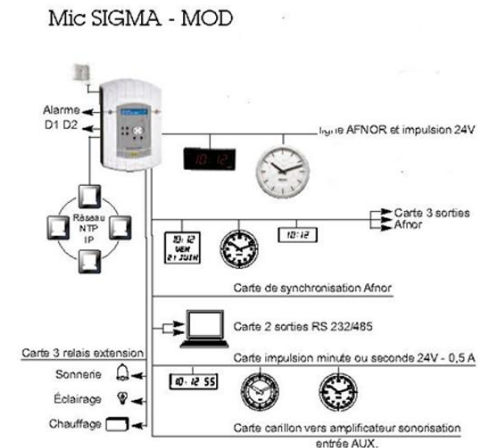 Mic SIGMA - MOD
Alarme
D1 D2
ligne AFNOR et impulsion 24V
10:12
Réseau
NTP
IP
10:12
VEN
21 JUIN
10:12
Carte 3 sorties
Afnor
Carte de synchronisation Afnor
Carte 2 sorties RS 232/485
Carte 3 relais extension
Carte impulsion minute ou seconde 24V - 0,5 A
Sonnerie
10:12 55
Éclairage
Chauffage
Carte carillon vers amplificateur sonorisation
entrée AUX.